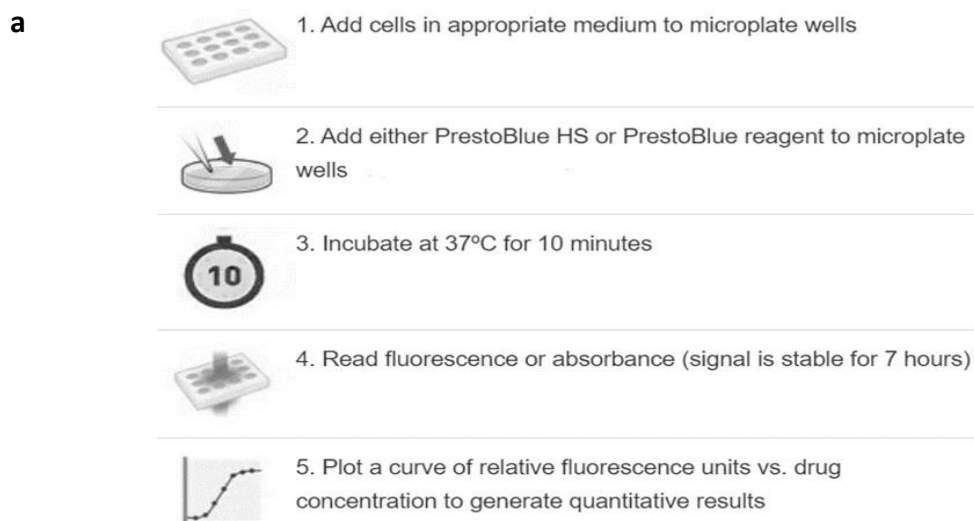 a
1. Add cells in appropriate medium to microplate wells
2. Add either PrestoBlue HS or PrestoBlue reagent to microplate
wells
3. Incubate at 37ºC for 10 minutes
10
4. Read fluorescence or absorbance (signal is stable for 7 hours)
5. Plot a curve of relative fluorescence units vs. drug
concentration to generate quantitative results